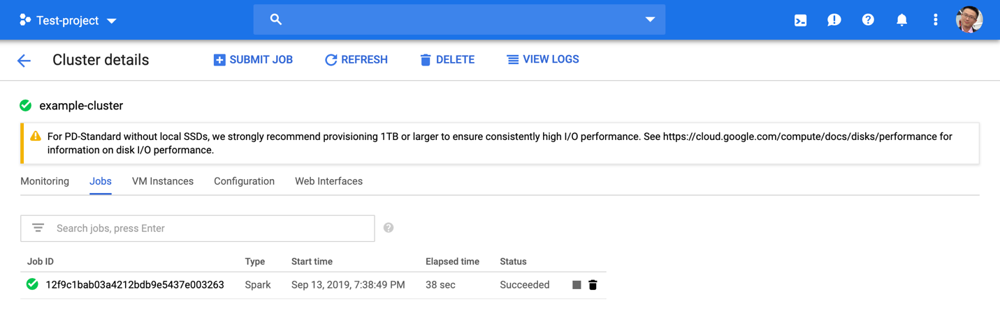 Test-project
Cluster details
SUBMIT JOB
REFRESH
DELETE
VIEW LOGS
example-cluster
For PD-Standard without local SSDs, we strongly recommend provisioning 1TB or larger to ensure consistently high I/O performance. See https://cloud.google.com/compute/docs/disks/performance for
information on disk I/O performance.
Monitoring Jobs VM Instances Configuration Web Interfaces
Search jobs, press Enter
Job ID Type Start time Elapsed time Status
12f9c1bab03a4212bdb9e5437e003263 Spark Sep 13, 2019, 7:38:49 PM 38 sec Succeeded